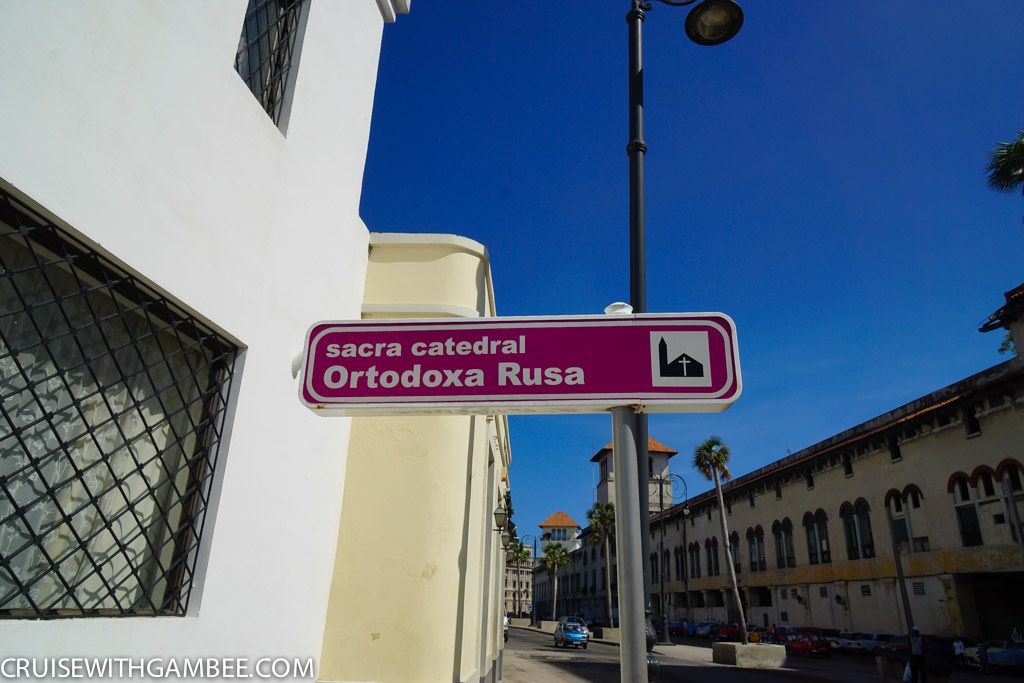 sacra catedral
Ortodoxa Rusa
CRUISEWITHGAMBEE.COM